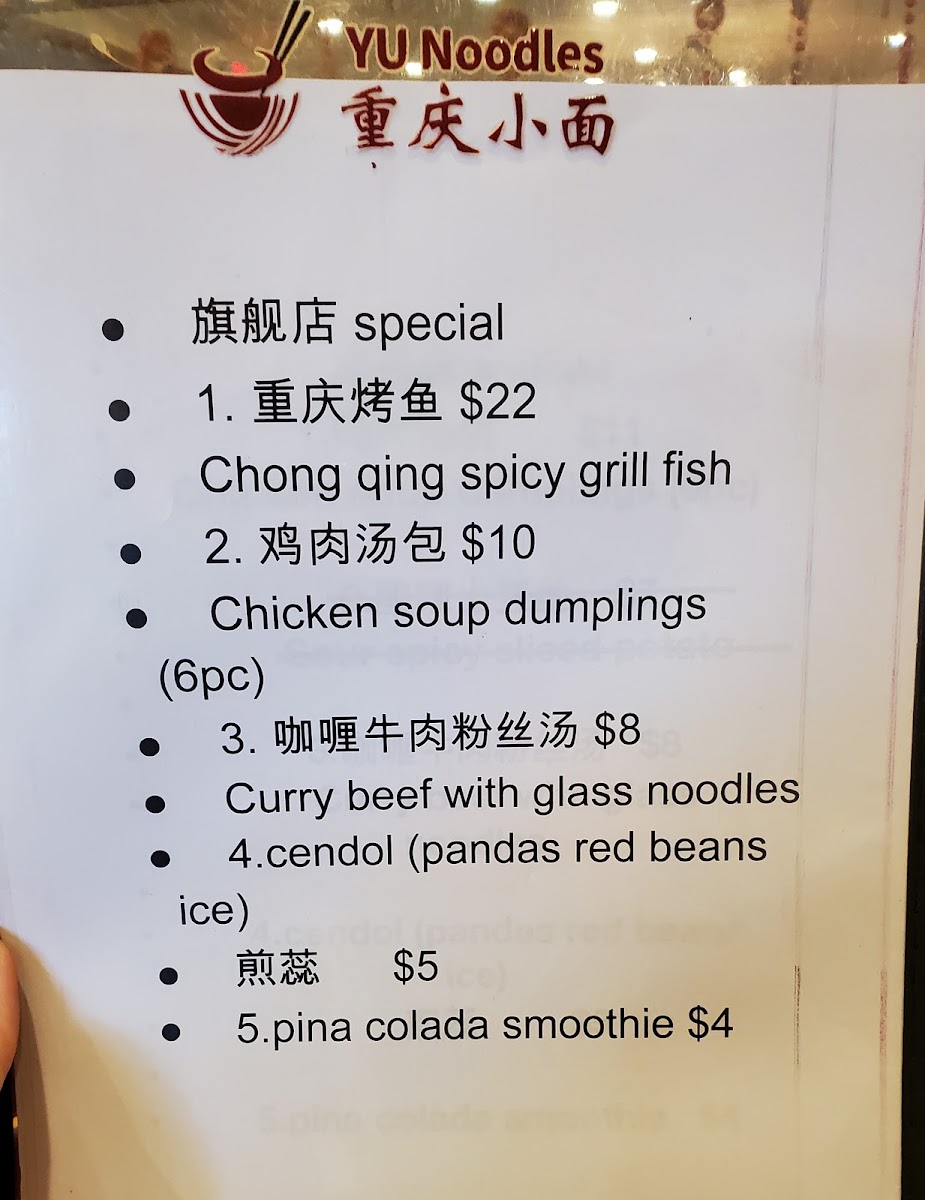 YU Noodles
重庆小面
● 旗舰店 special
● 1. 重庆烤鱼 $22
● Chong qing spicy grill fish
● 2. 鸡肉汤包 $10
● Chicken soup dumplings
(6pc)
● 3. 咖喱牛肉粉丝汤 $8
● Curry beef with glass noodles
● 4.cendol (pandas red beans
ice)
● 煎蕊 $5
● 5.pina colada smoothie $4